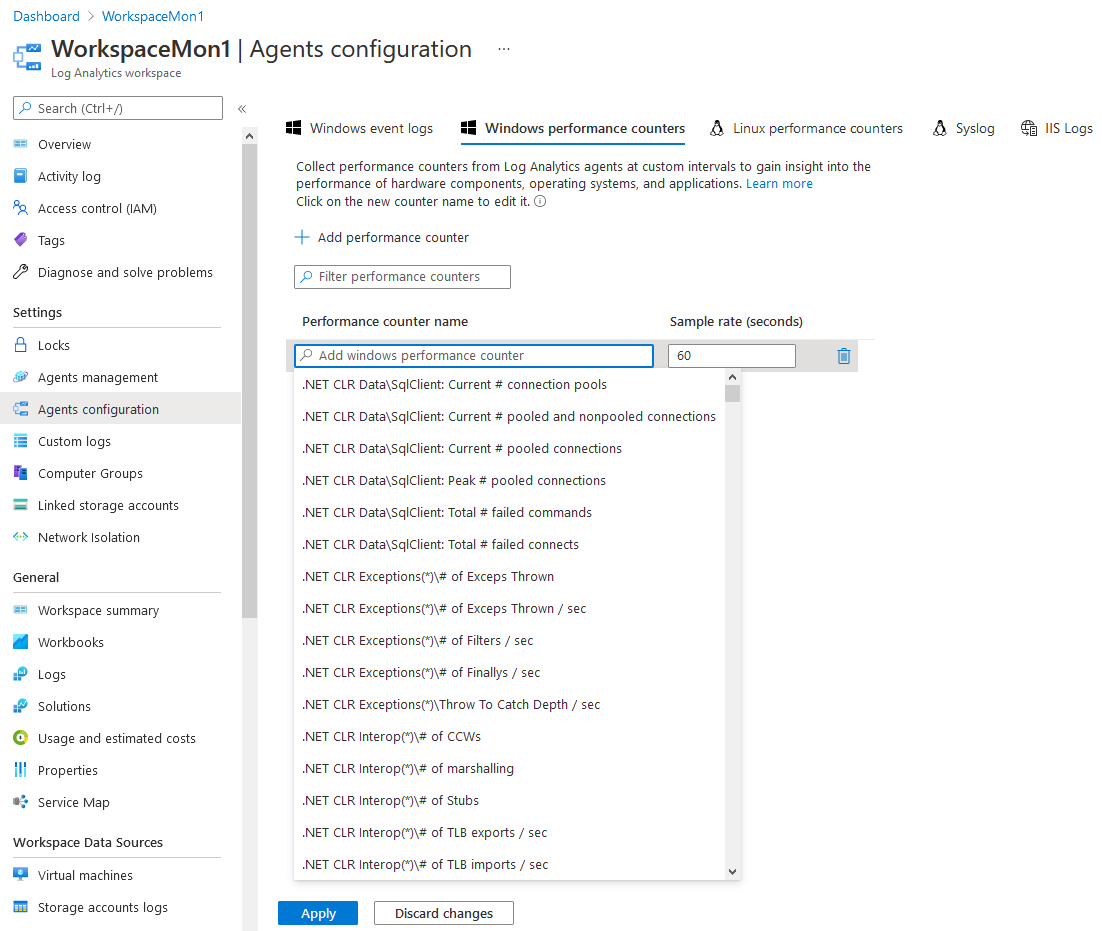 Dashboard > WorkspaceMon1
WorkspaceMon1 | Agents configuration ...
Log Analytics workspace
Search (Ctrl+/) «
Overview
Activity log
Access control (IAM)
Tags
Diagnose and solve problems
Settings
Locks
Agents management
Agents configuration
Custom logs
Computer Groups
Linked storage accounts
Network Isolation
General
Workspace summary
Workbooks
Logs
Solutions
Usage and estimated costs
Properties
Service Map
Workspace Data Sources
Virtual machines
Storage accounts logs
Windows event logs Windows performance counters Linux performance counters Syslog IIS Logs
Collect performance counters from Log Analytics agents at custom intervals to gain insight into the
performance of hardware components, operating systems, and applications. Learn more
Click on the new counter name to edit it.
+ Add performance counter
Filter performance counters
Performance counter name Sample rate (seconds)
Add windows performance counter 60
.NET CLR Data\SqlClient: Current # connection pools
.NET CLR Data\SqlClient: Current # pooled and nonpooled connections
.NET CLR Data\SqlClient: Current # pooled connections
.NET CLR Data\SqlClient: Peak # pooled connections
.NET CLR Data\SqlClient: Total # failed commands
.NET CLR Data\SqlClient: Total # failed connects
.NET CLR Exceptions(*)\# of Exceps Thrown
.NET CLR Exceptions(*)\# of Exceps Thrown / sec
.NET CLR Exceptions(*)\# of Filters / sec
.NET CLR Exceptions(*)\# of Finallys / sec
.NET CLR Exceptions(*)\Throw To Catch Depth / sec
.NET CLR Interop(*)\# of CCWs
.NET CLR Interop(*)\# of marshalling
.NET CLR Interop(*)\# of Stubs
.NET CLR Interop(*)\# of TLB exports / sec
.NET CLR Interop(*)\# of TLB imports / sec
Apply Discard changes